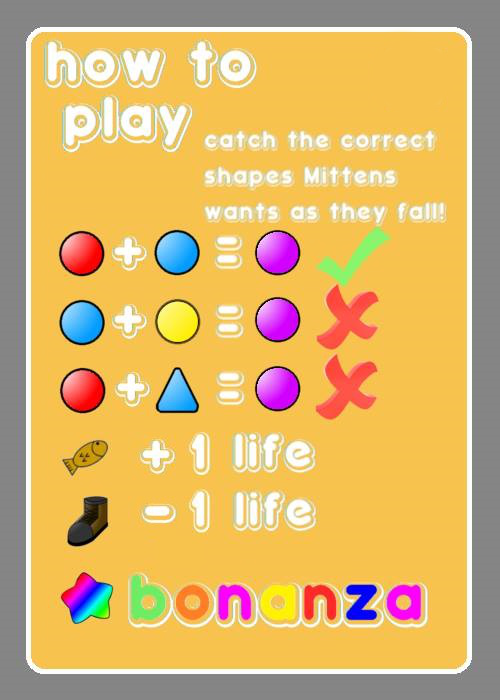 how to
play
catch the correct
shapes Mittens
wants as they fall!
+ =
+ =
+ =
+ 1 life
- 1 life
bonanza